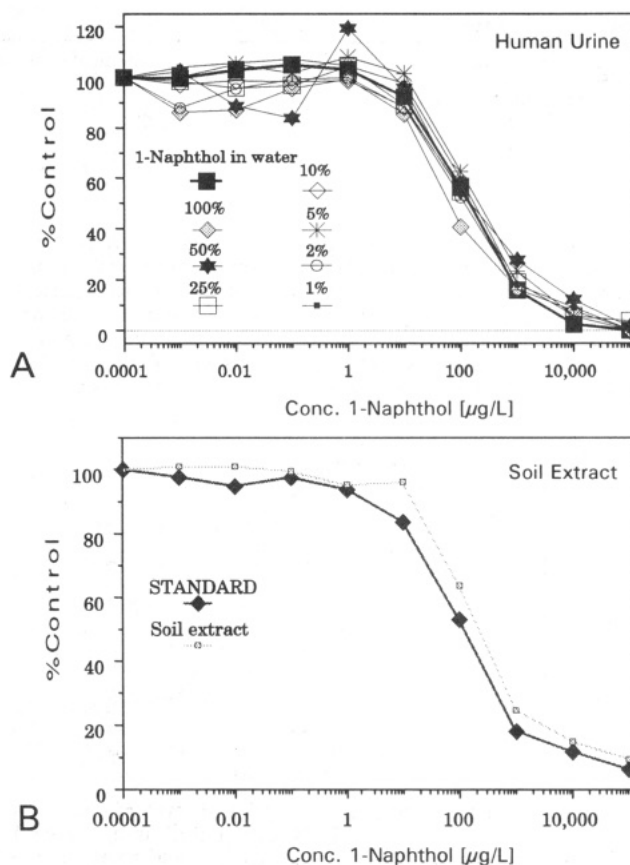 120
100
80
60
40
20
0
%Control
Human Urine
1-Naphthol in water
100%
50%
25%
10%
5%
2%
1%
A
0.0001
0.01
1
100
10,000
Conc. 1-Naphthol [µg/L]
100
80
60
40
20
0
%Control
Soil Extract
STANDARD
Soil extract
B
0.0001
0.01
1
100
10,000
Conc. 1-Naphthol [µg/L]